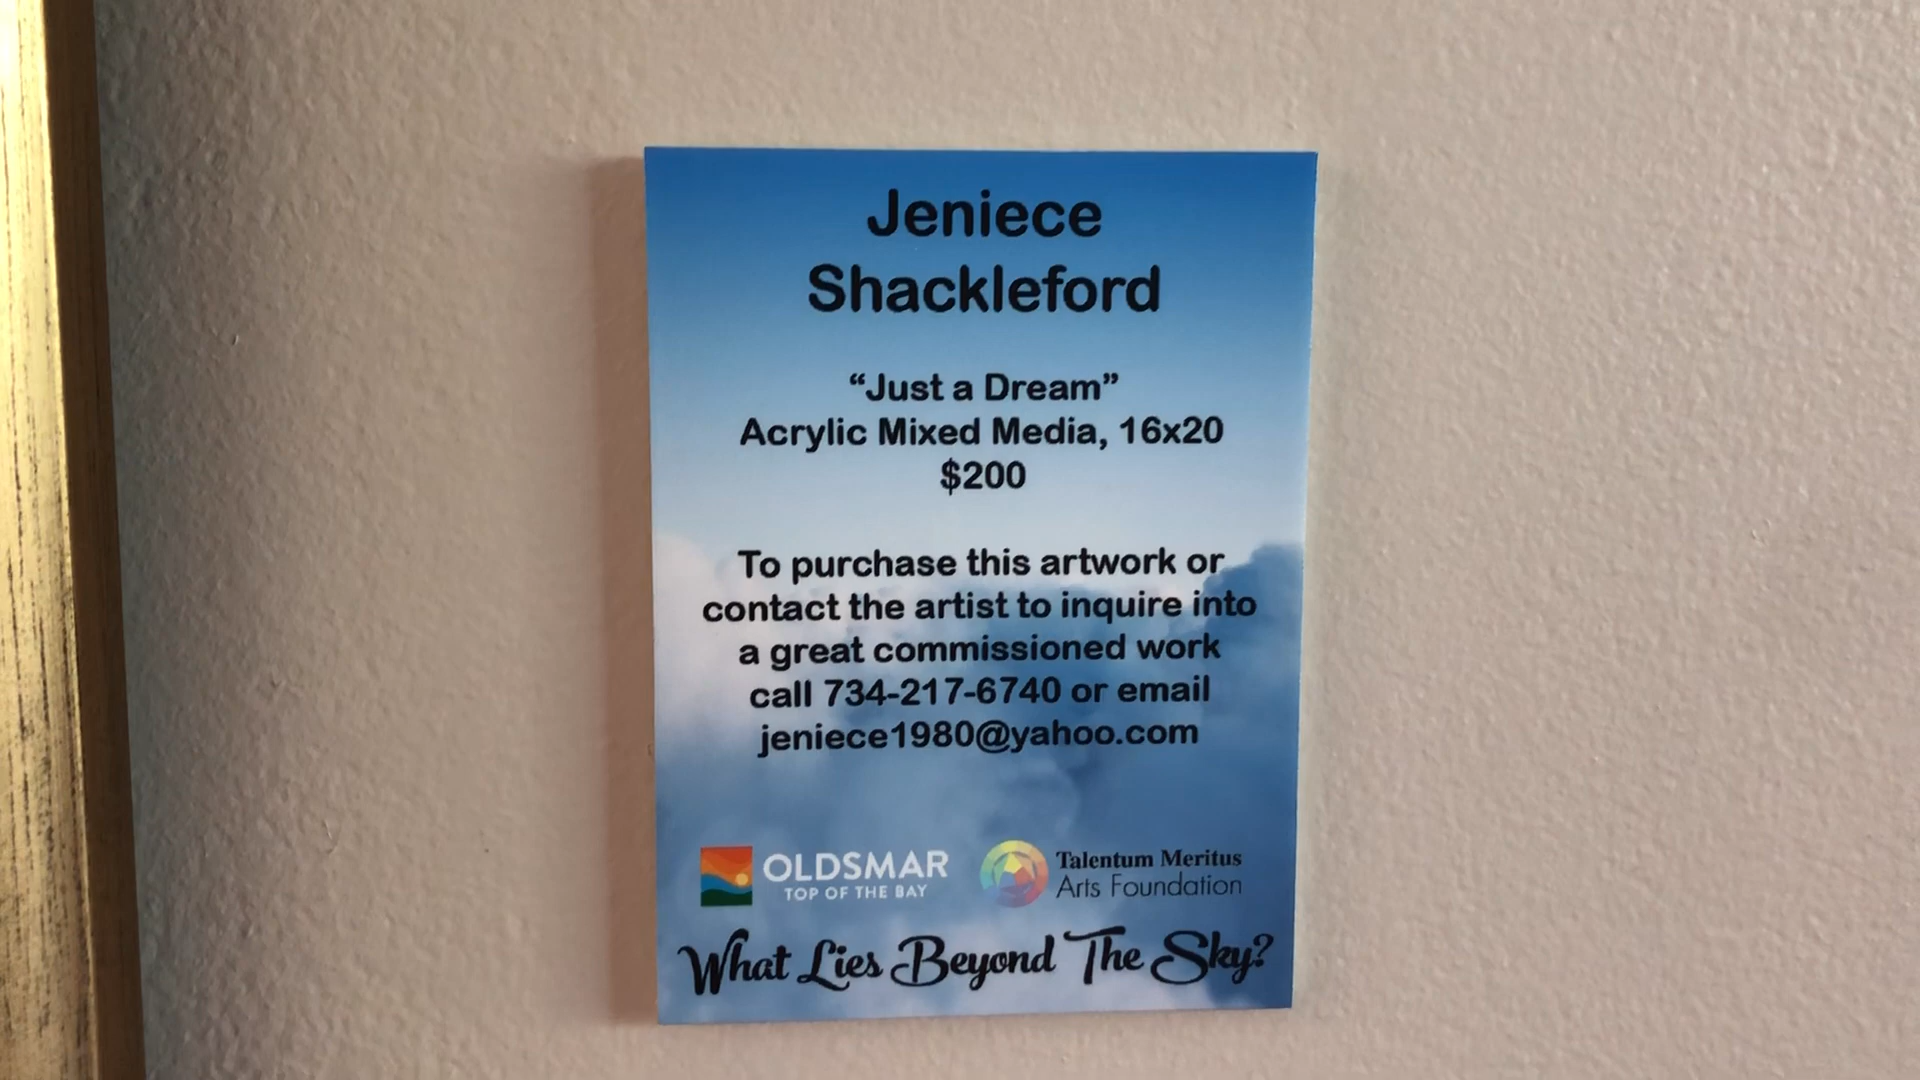 Jeniece
Shackleford
“Just a Dream”
Acrylic Mixed Media, 16x20
$200
To purchase this artwork or
contact the artist to inquire into
a great commissioned work
call 734-217-6740 or email
jeniece1980@yahoo.com
OLDSMAR
TOP OF THE BAY
Talentum Meritus
Arts Foundation
What Lies Beyond The Sky?